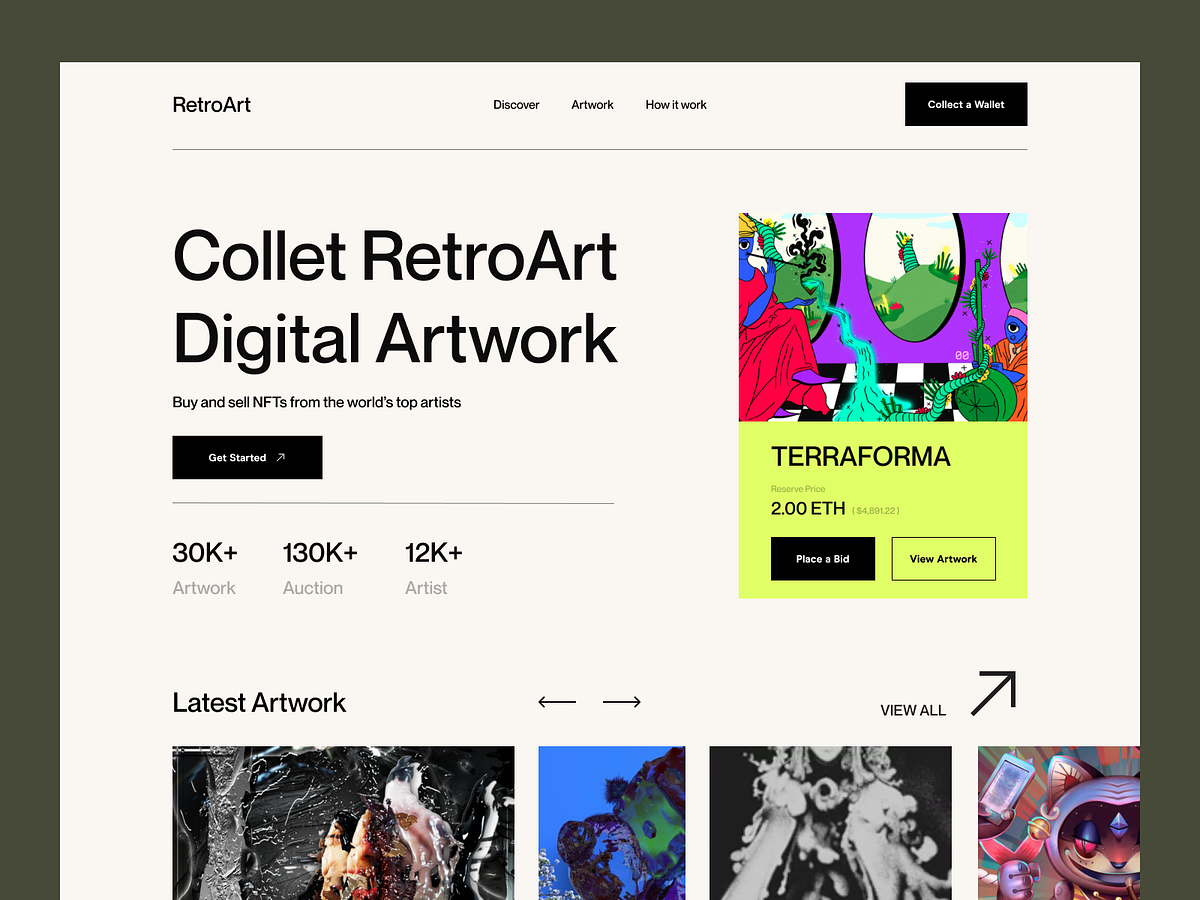 RetroArt
Discover
Artwork
How it work
Collect a Wallet
Collet RetroArt
Digital Artwork
Buy and sell NFTs from the world's top artists
Get Started
30K+
130K+
12K+
Artwork
Auction
Artist
00
TERRAFORMA
Reserve Price
2.00 ETH ( $4,891.22 )
Place a Bid
View Artwork
Latest Artwork
VIEW ALL